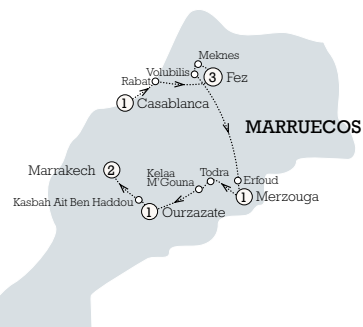 Meknes
Volubilis
Rabat
3 Fez
1 Casablanca
MARRUECOS
Marrakech 2
Kelaa
M'Gouna
Todra
Erfoud
1 Merzouga
Kasbah Ait Ben Haddou
1 Ourzazate